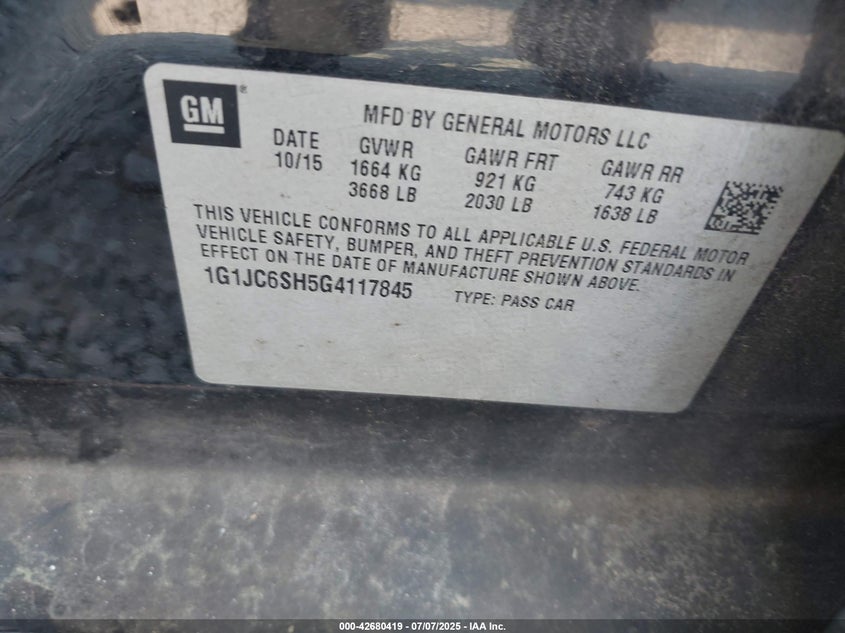 GM®
MFD BY GENERAL MOTORS LLC
DATE GVWR GAWR FRT GAWR RR
10/15 1664 KG 921 KG 743 KG
3668 LB 2030 LB 1638 LB
THIS VEHICLE CONFORMS TO ALL APPLICABLE U.S. FEDERAL MOTOR
VEHICLE SAFETY, BUMPER, AND THEFT PREVENTION STANDARDS IN
EFFECT ON THE DATE OF MANUFACTURE SHOWN ABOVE.
1G1JC6SH5G4117845 TYPE: PASS CAR
000-42680419 - 07/07/2025 - IAA Inc.